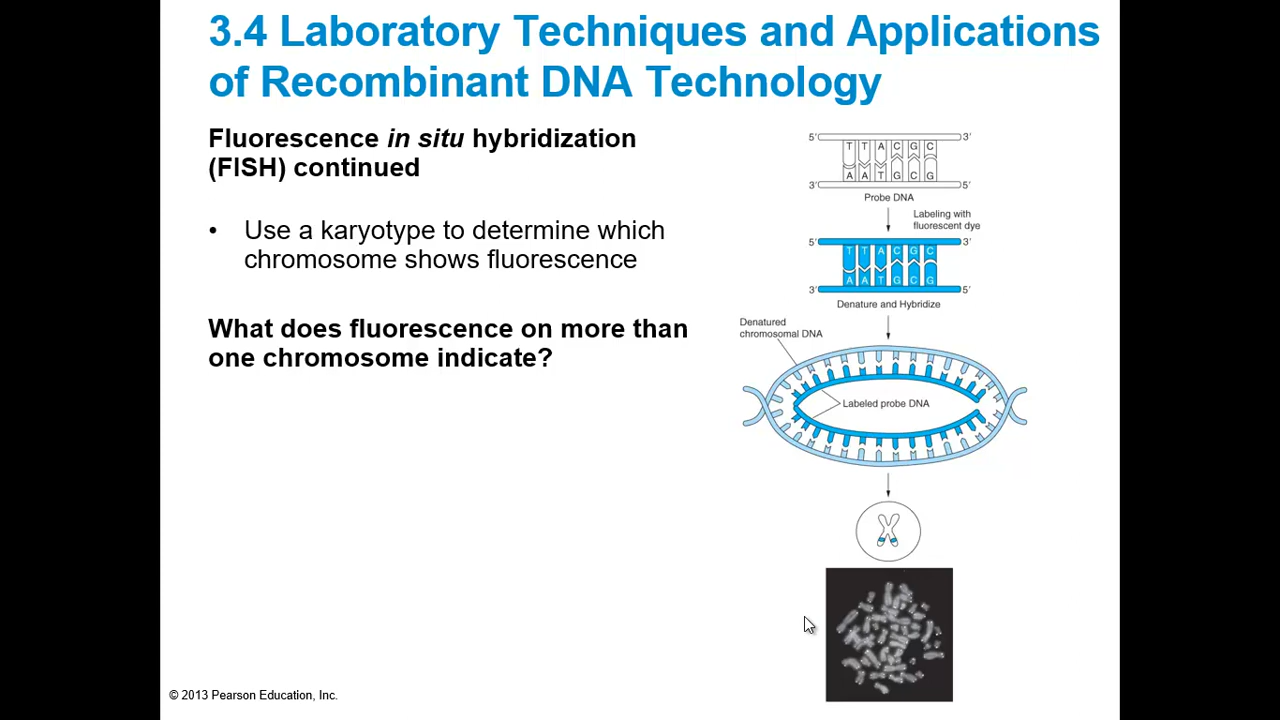 3.4 Laboratory Techniques and Applications
of Recombinant DNA Technology
Fluorescence in situ hybridization
(FISH) continued
• Use a karyotype to determine which
chromosome shows fluorescence
What does fluorescence on more than
one chromosome indicate?
5′ 3′
T T A C G C
A A T G C G
3′ 5′
Probe DNA
Labeling with
fluorescent dye
5′ 3′
T T A C G C
A A T G C G
3′ 5′
Denature and Hybridize
Denatured
chromosomal DNA
Labeled probe DNA
© 2013 Pearson Education, Inc.